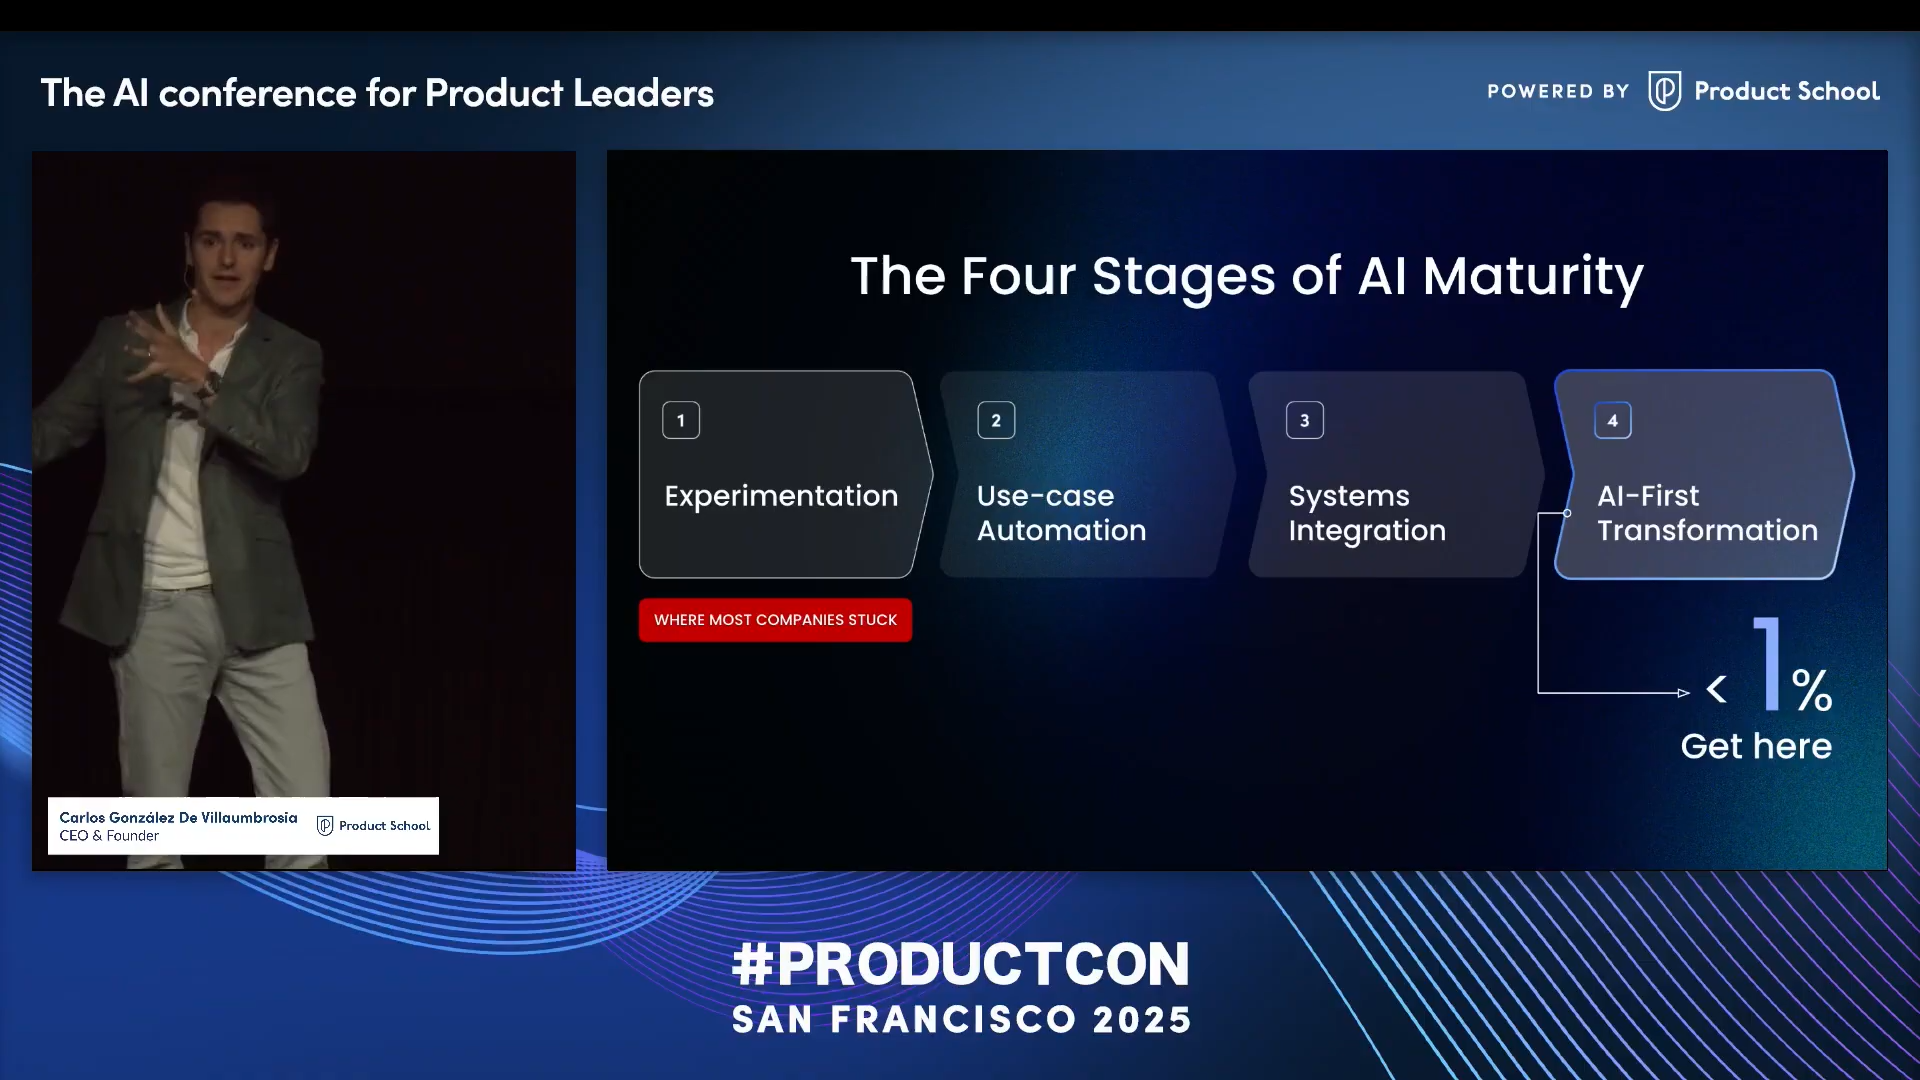 The AI conference for Product Leaders
POWERED BY Product School
The Four Stages of AI Maturity
1
Experimentation
WHERE MOST COMPANIES STUCK
2
Use-case
Automation
3
Systems
Integration
4
AI-First
Transformation
< 1%
Get here
Carlos González De Villaumbrosia
CEO & Founder
Product School
#PRODUCTCON
SAN FRANCISCO 2025